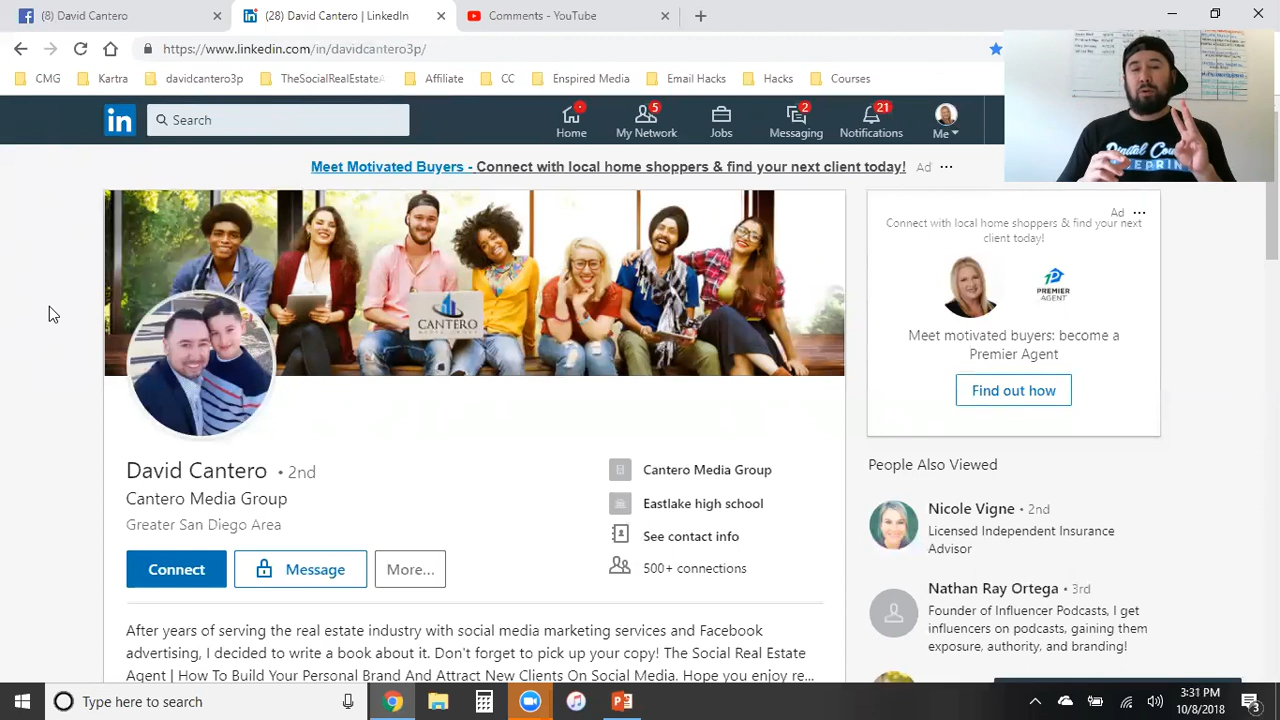 (8) David Cantero
(28) David Cantero | LinkedIn
Comments - YouTube
https://www.linkedin.com/in/davidcantero3p/
CMG
Kartra
davidcantero3p
TheSocialRealEstateA
Affiliate
Enspired Med
Email Hacks
Hacks
Courses
in
Search
Home
5
My Network
Jobs
2
Messaging
21
Notifications
Me
Digital
Meet Motivated Buyers - Connect with local home shoppers & find your next client today!
Ad
CANTERO
Ad
Connect with local home shoppers & find your next
client today!
PREMIER
AGENT
Meet motivated buyers: become a
Premier Agent
Find out how
David Cantero • 2nd
Cantero Media Group
Greater San Diego Area
Connect
Message
More...
Cantero Media Group
Eastlake high school
See contact info
500+ connections
After years of serving the real estate industry with social media marketing services and Facebook
advertising, I decided to write a book about it. Don't forget to pick up your copy! The Social Real Estate
Agent | How To Build Your Personal Brand And Attract New Clients On Social Media. Hope you enjoy re...
People Also Viewed
Nicole Vigne • 2nd
Licensed Independent Insurance
Advisor
Nathan Ray Ortega • 3rd
Founder of Influencer Podcasts, I get
influencers on podcasts, gaining them
exposure, authority, and branding!
Type here to search
3:31 PM
10/8/2018
3